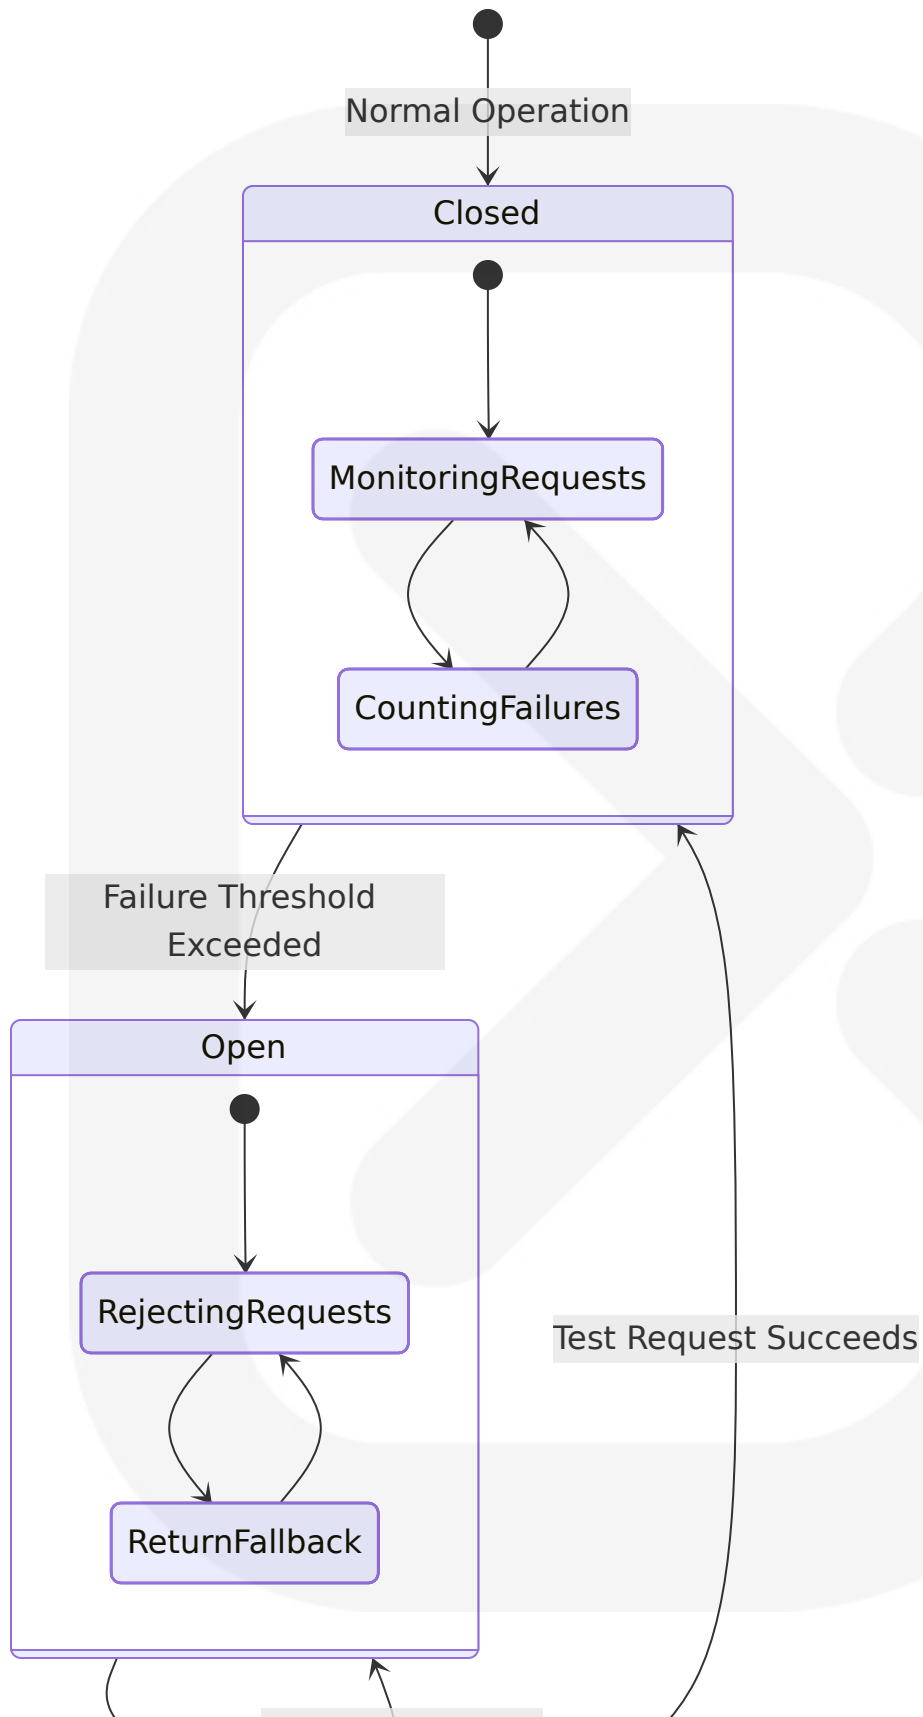 Normal Operation
Closed
MonitoringRequests
CountingFailures
Failure Threshold
Exceeded
Open
RejectingRequests
Test Request Succeeds
ReturnFallback